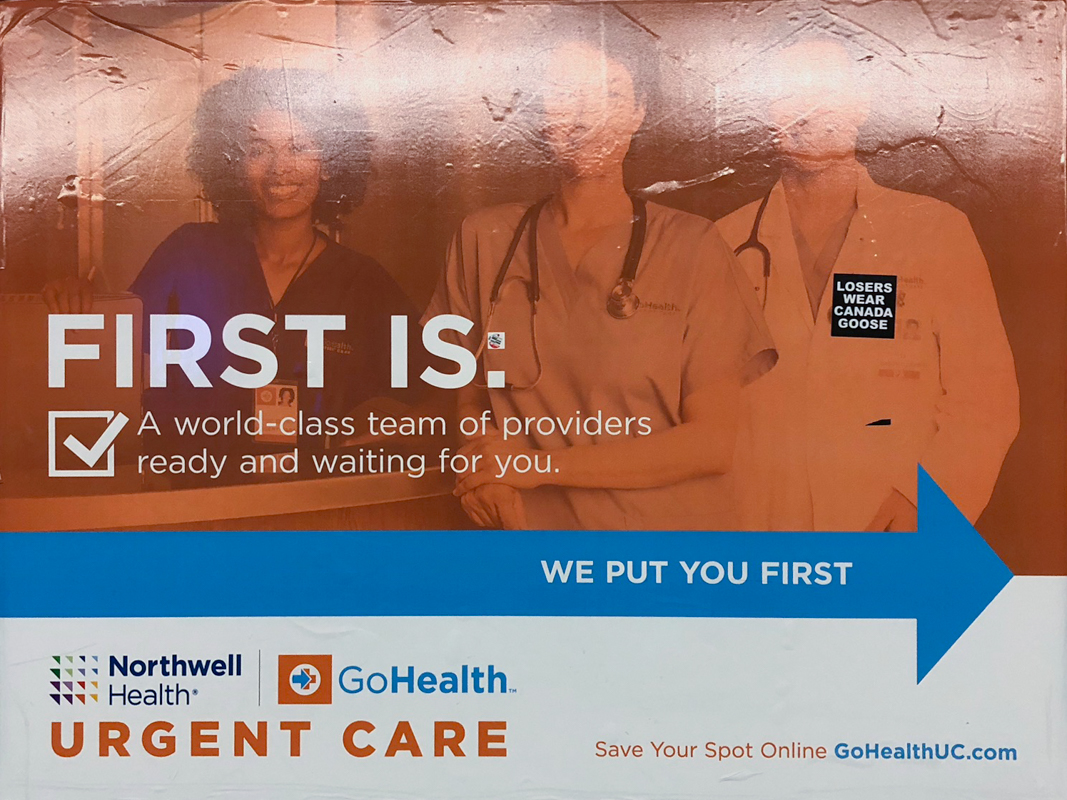 LOSERS
WEAR
CANADA
GOOSE
FIRST IS:
A world-class team of providers
ready and waiting for you.
WE PUT YOU FIRST
Northwell
Health®
GoHealth™
URGENT CARE
Save Your Spot Online GoHealthUC.com